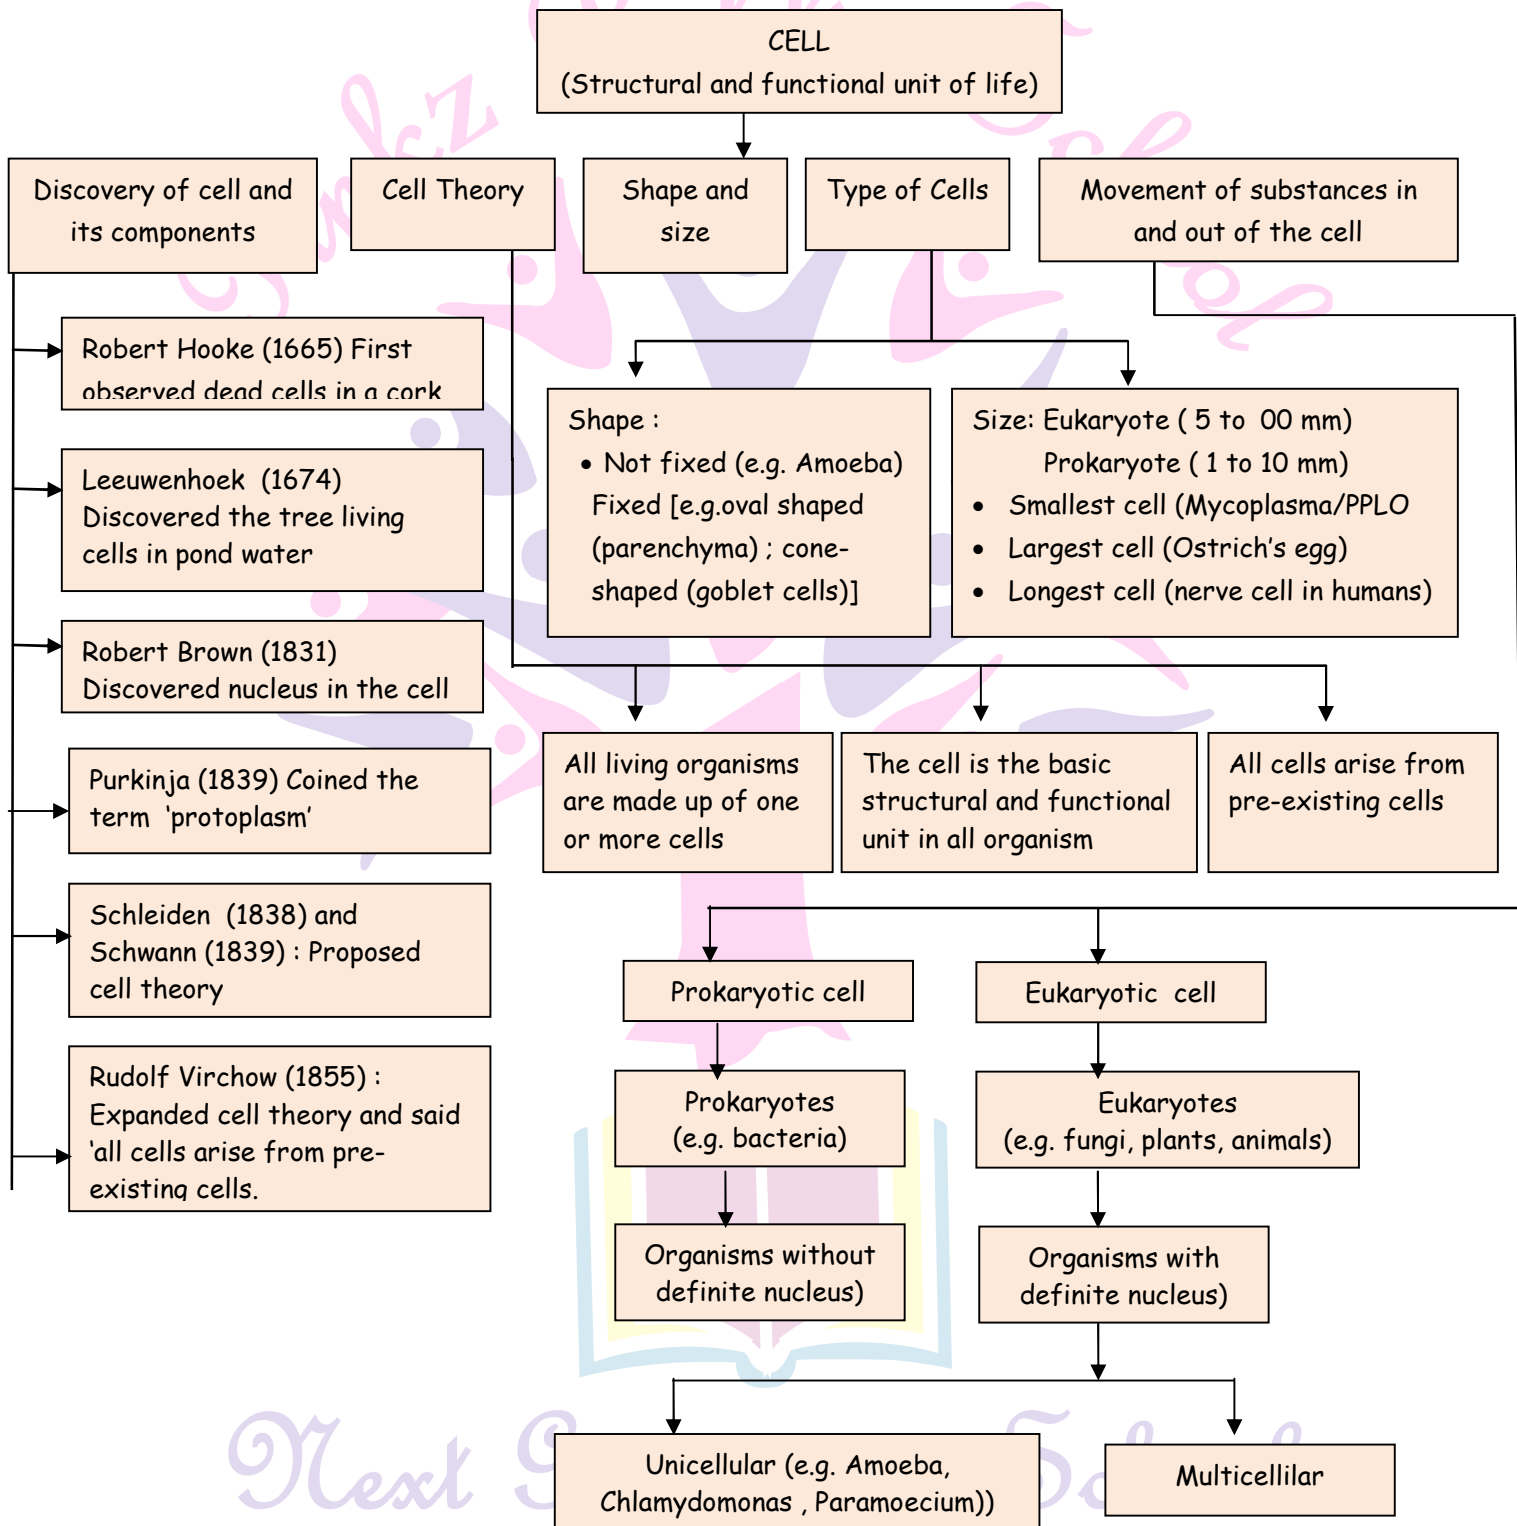 CELL
(Structural and functional unit of life)
Discovery of cell and
its components
Cell Theory
Shape and
size
Type of Cells
Movement of substances in
and out of the cell
Robert Hooke (1665) First
observed dead cells in a cork
Leeuwenhoek (1674)
Discovered the tree living
cells in pond water
Robert Brown (1831)
Discovered nucleus in the cell
Purkinja (1839) Coined the
term ‘protoplasm’
Schleiden (1838) and
Schwann (1839) : Proposed
cell theory
Rudolf Virchow (1855) :
Expanded cell theory and said
‘all cells arise from pre-
existing cells.
Shape :
• Not fixed (e.g. Amoeba)
Fixed [e.g.oval shaped
(parenchyma) ; cone-
shaped (goblet cells)]
Size: Eukaryote ( 5 to 00 mm)
Prokaryote ( 1 to 10 mm)
• Smallest cell (Mycoplasma/PPLO
• Largest cell (Ostrich’s egg)
• Longest cell (nerve cell in humans)
All living organisms
are made up of one
or more cells
The cell is the basic
structural and functional
unit in all organism
All cells arise from
pre-existing cells
Prokaryotic cell
Eukaryotic cell
Prokaryotes
(e.g. bacteria)
Eukaryotes
(e.g. fungi, plants, animals)
Organisms without
definite nucleus)
Organisms with
definite nucleus)
Unicellular (e.g. Amoeba,
Chlamydomonas , Paramoecium))
Multicellilar
Next